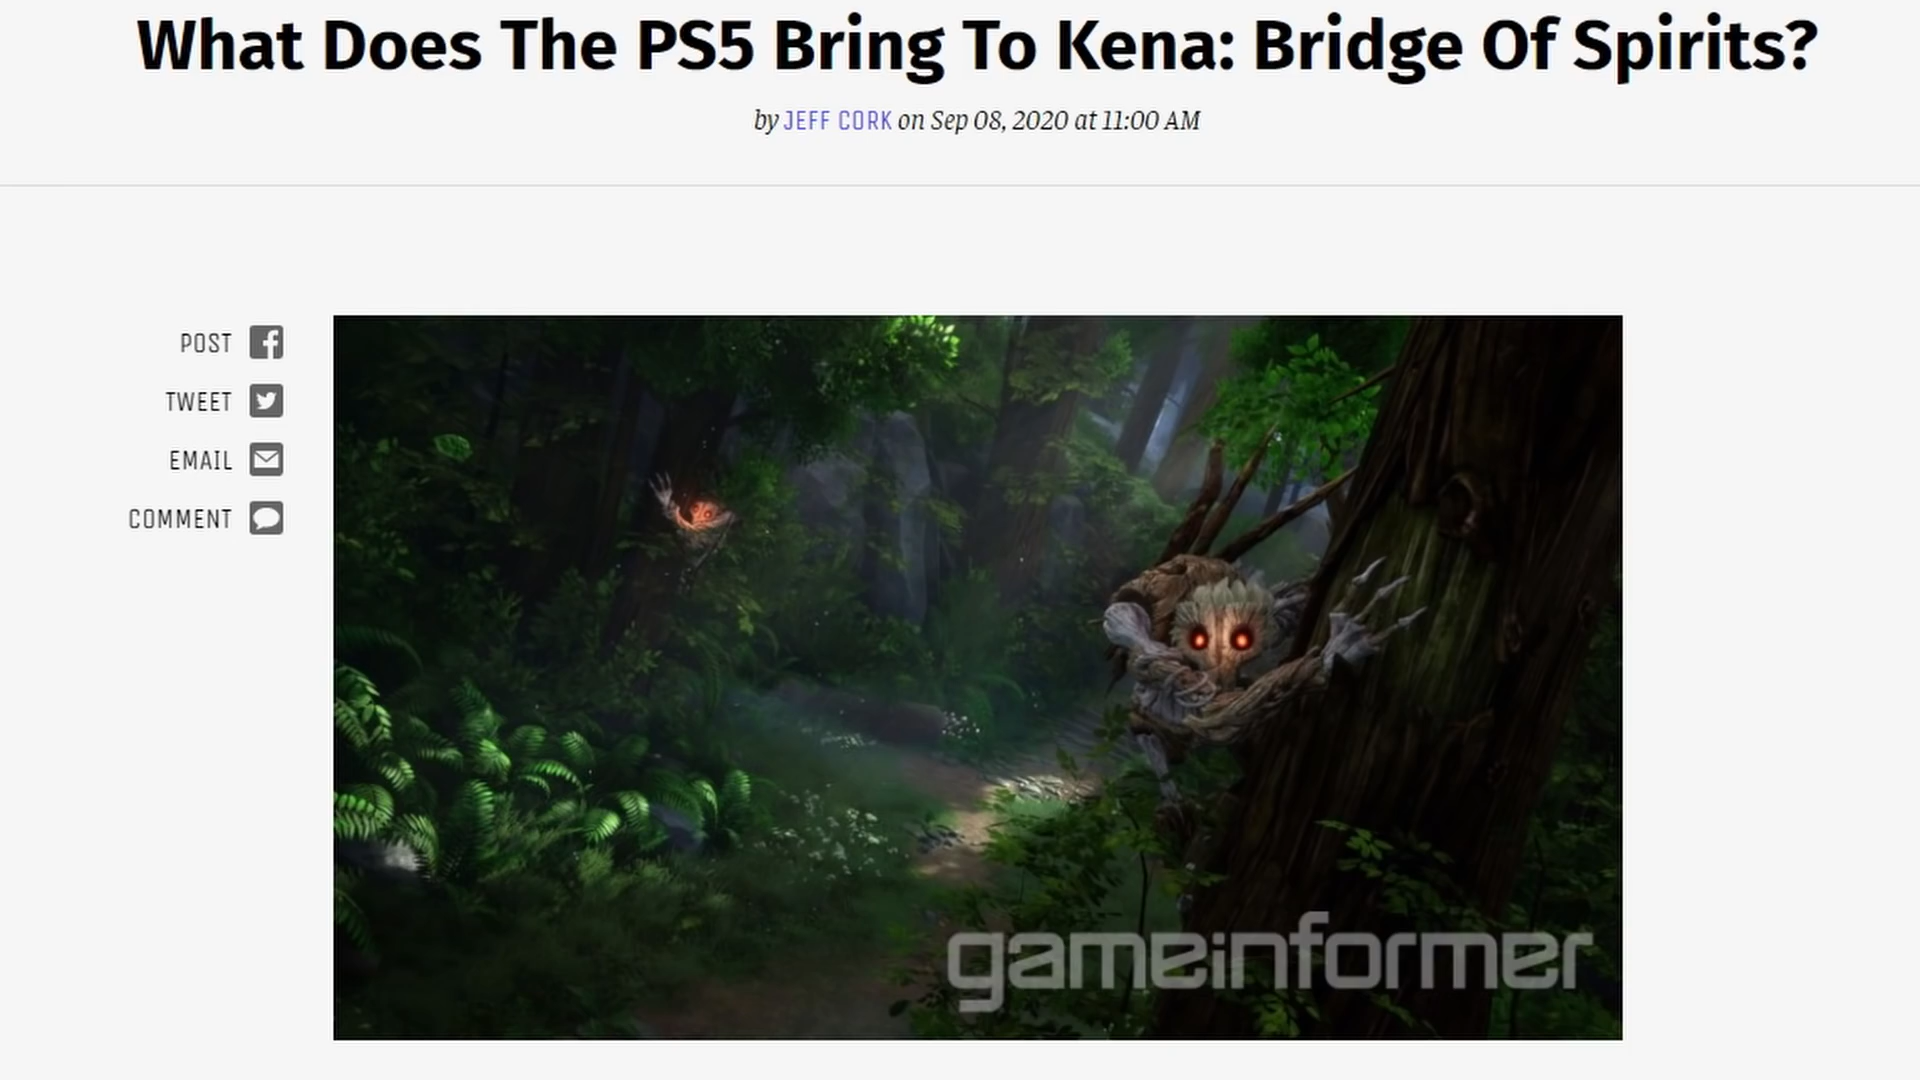 What Does The PS5 Bring To Kena: Bridge Of Spirits?
by JEFF CORK on Sep 08, 2020 at 11:00 AM
POST
TWEET
EMAIL
COMMENT
gameinformer